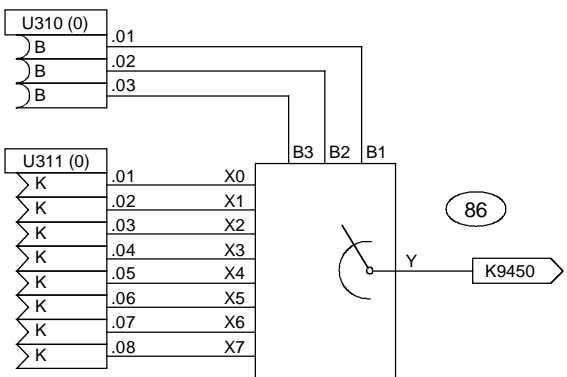 U310 (0)
B .01
B .02
B .03
B3 B2 B1
U311 (0)
K .01 X0
K .02 X1
K .03 X2
K .04 X3
K .05 X4
K .06 X5
K .07 X6
K .08 X7
86
Y K9450